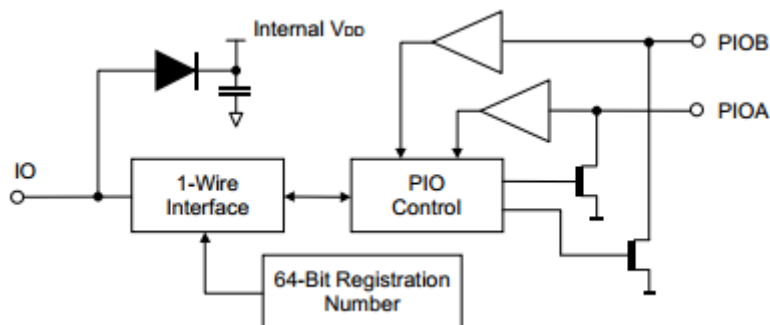 Internal VDD
PIOB
PIOA
IO
1-Wire
Interface
PIO
Control
64-Bit Registration
Number